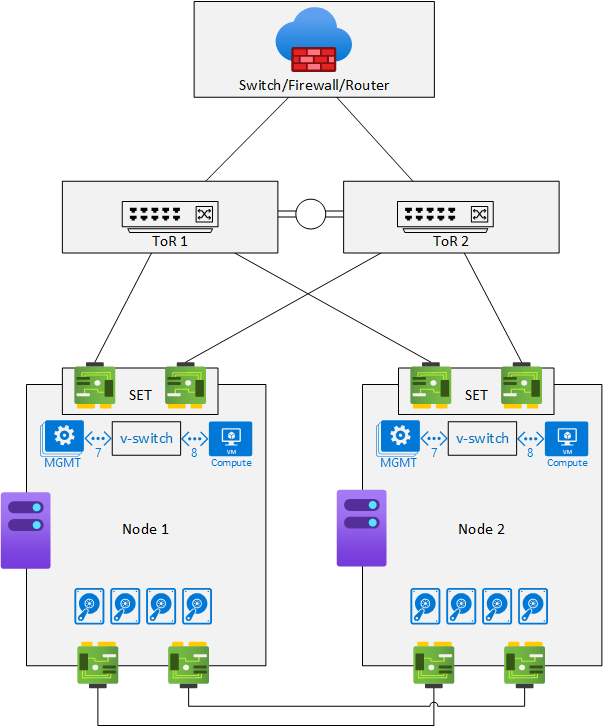 Switch/Firewall/Router
ToR 1
ToR 2
SET
SET
v-switch
v-switch
7
8
7
8
VM
VM
MGMT
Compute
MGMT
Compute
Node 1
Node 2